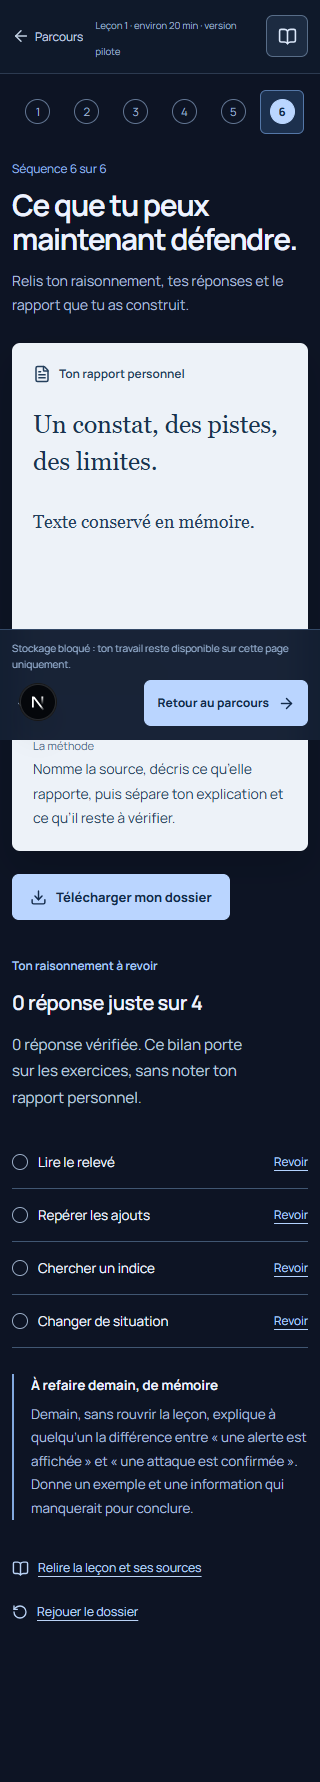 Parcours
Leçon 1 · environ 20 min · version
pilote
1 2 3 4 5 6
Séquence 6 sur 6
Ce que tu peux
maintenant défendre.
Relis ton raisonnement, tes réponses et le
rapport que tu as construit.
Ton rapport personnel
Un constat, des pistes,
des limites.
Texte conservé en mémoire.
Stockage bloqué : ton travail reste disponible sur cette page
uniquement.
N
Retour au parcours
La méthode
Nomme la source, décris ce qu'elle
rapporte, puis sépare ton explication et
ce qu'il reste à vérifier.
Télécharger mon dossier
Ton raisonnement à revoir
0 réponse juste sur 4
0 réponse vérifiée. Ce bilan porte
sur les exercices, sans noter ton
rapport personnel.
Lire le relevé Revoir
Repérer les ajouts Revoir
Chercher un indice Revoir
Changer de situation Revoir
À refaire demain, de mémoire
Demain, sans rouvrir la leçon, explique à
quelqu'un la différence entre « une alerte est
affichée » et « une attaque est confirmée ».
Donne un exemple et une information qui
manquerait pour conclure.
Relire la leçon et ses sources
Rejouer le dossier